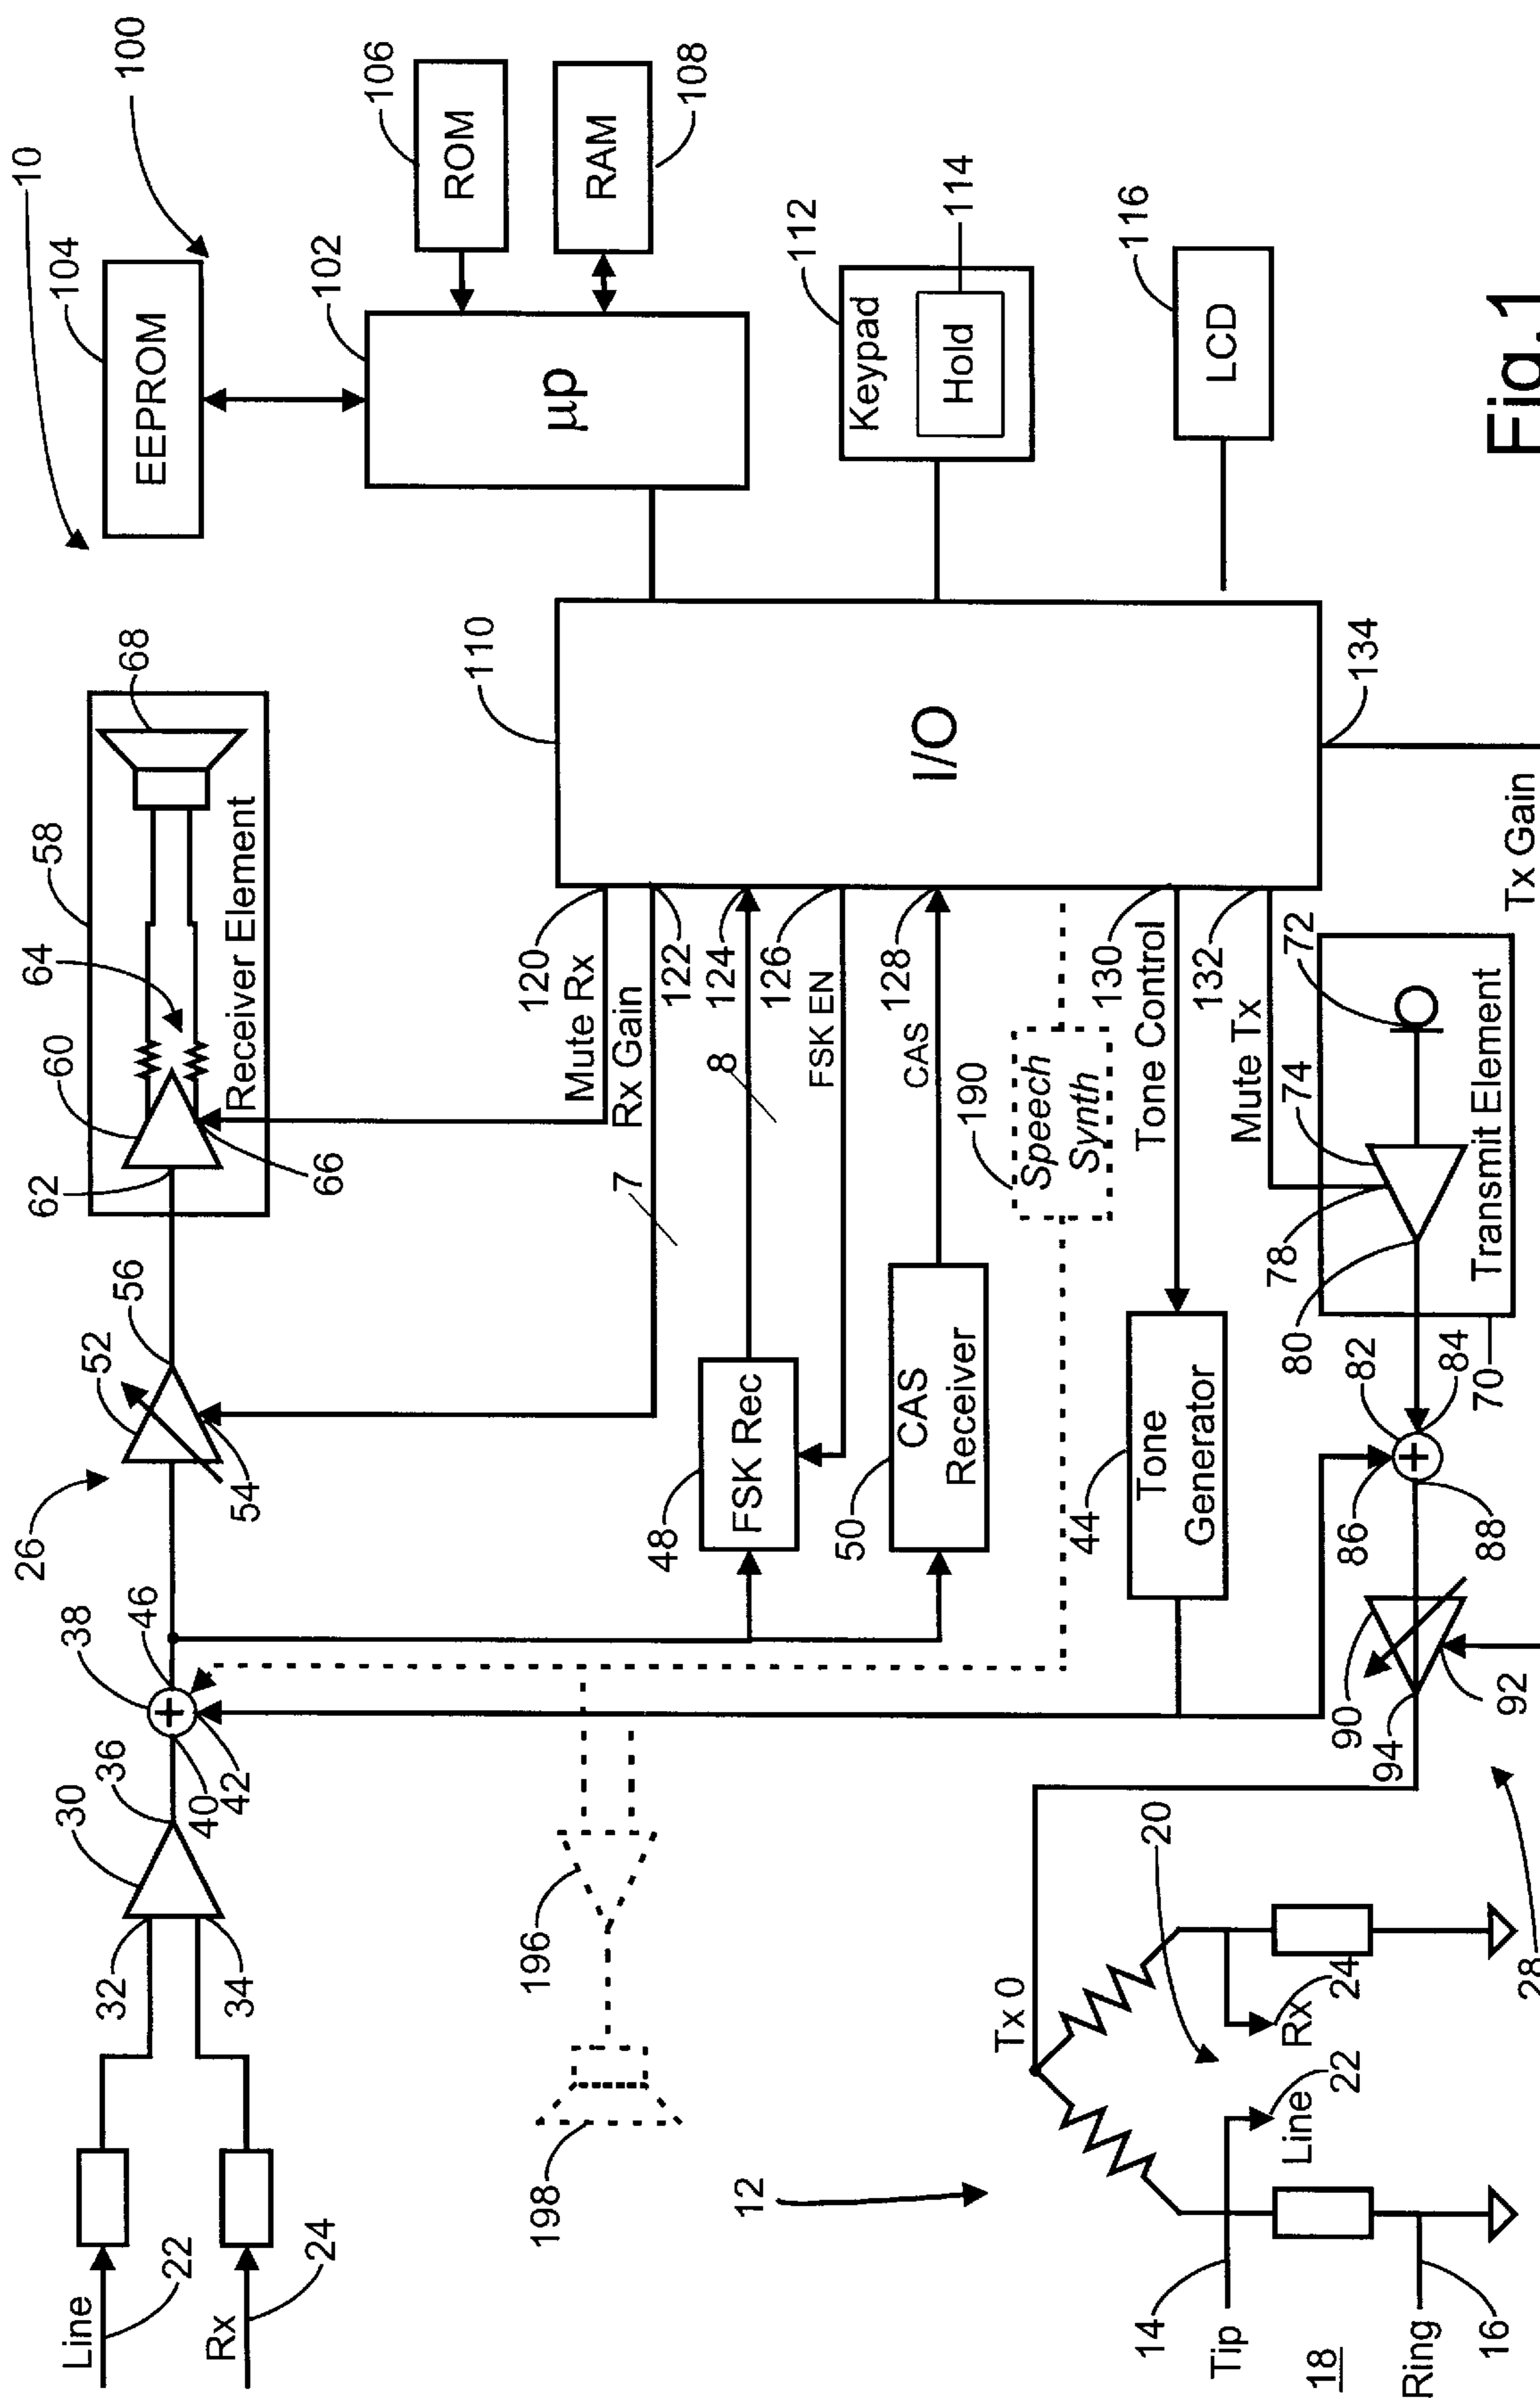 10
100
104
EEPROM
106
ROM
RAM
108
102
µp
112
Keypad
Hold
114
116
LCD
Fig.1
110
I/O
134
Tx Gain
58
68
64
60
Receiver Element
62
66
120
Mute Rx
Rx Gain
122
124
126
FSK EN
128
CAS
130
Tone Control
132
Mute Tx
7
8
190
Speech
Synth
72
74
78
80
Transmit Element
70
56
52
54
26
48
FSK Rec
50
CAS
Receiver
44
Tone
Generator
82
84
86
88
90
92
94
28
46
38
36
40
42
30
32
34
Line
22
Rx
24
196
198
12
Tx 0
20
Rx
24
Line
22
14
Tip
18
Ring
16